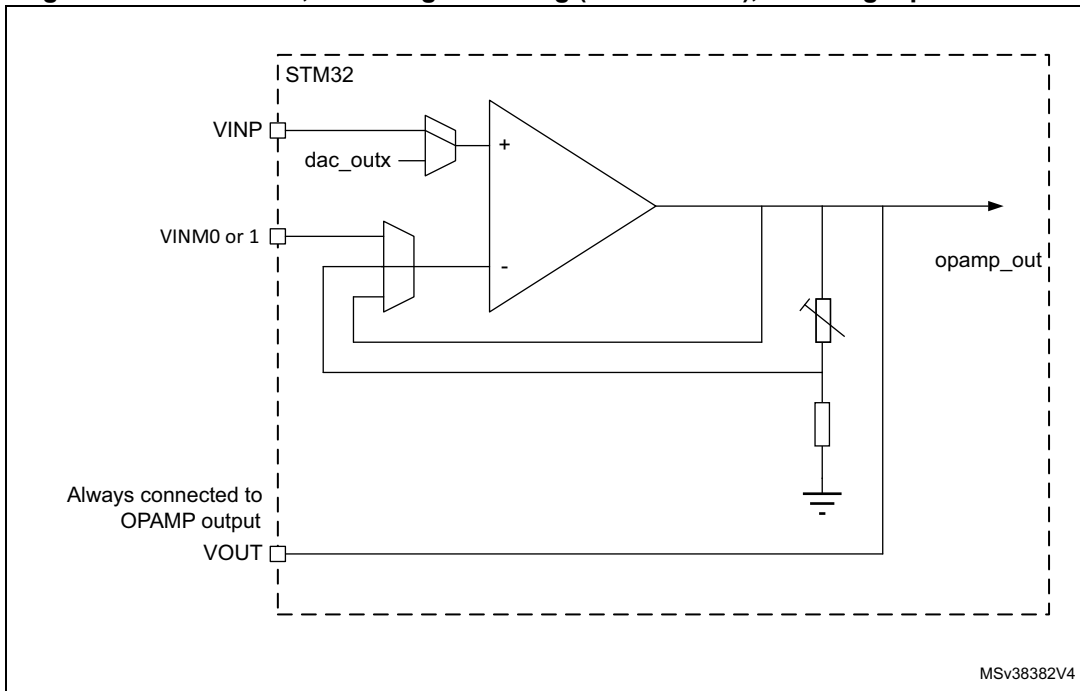 STM32
VINP
+
dac_outx
VINM0 or 1
opamp_out
-
Always connected to
OPAMP output
VOUT
MSv38382V4